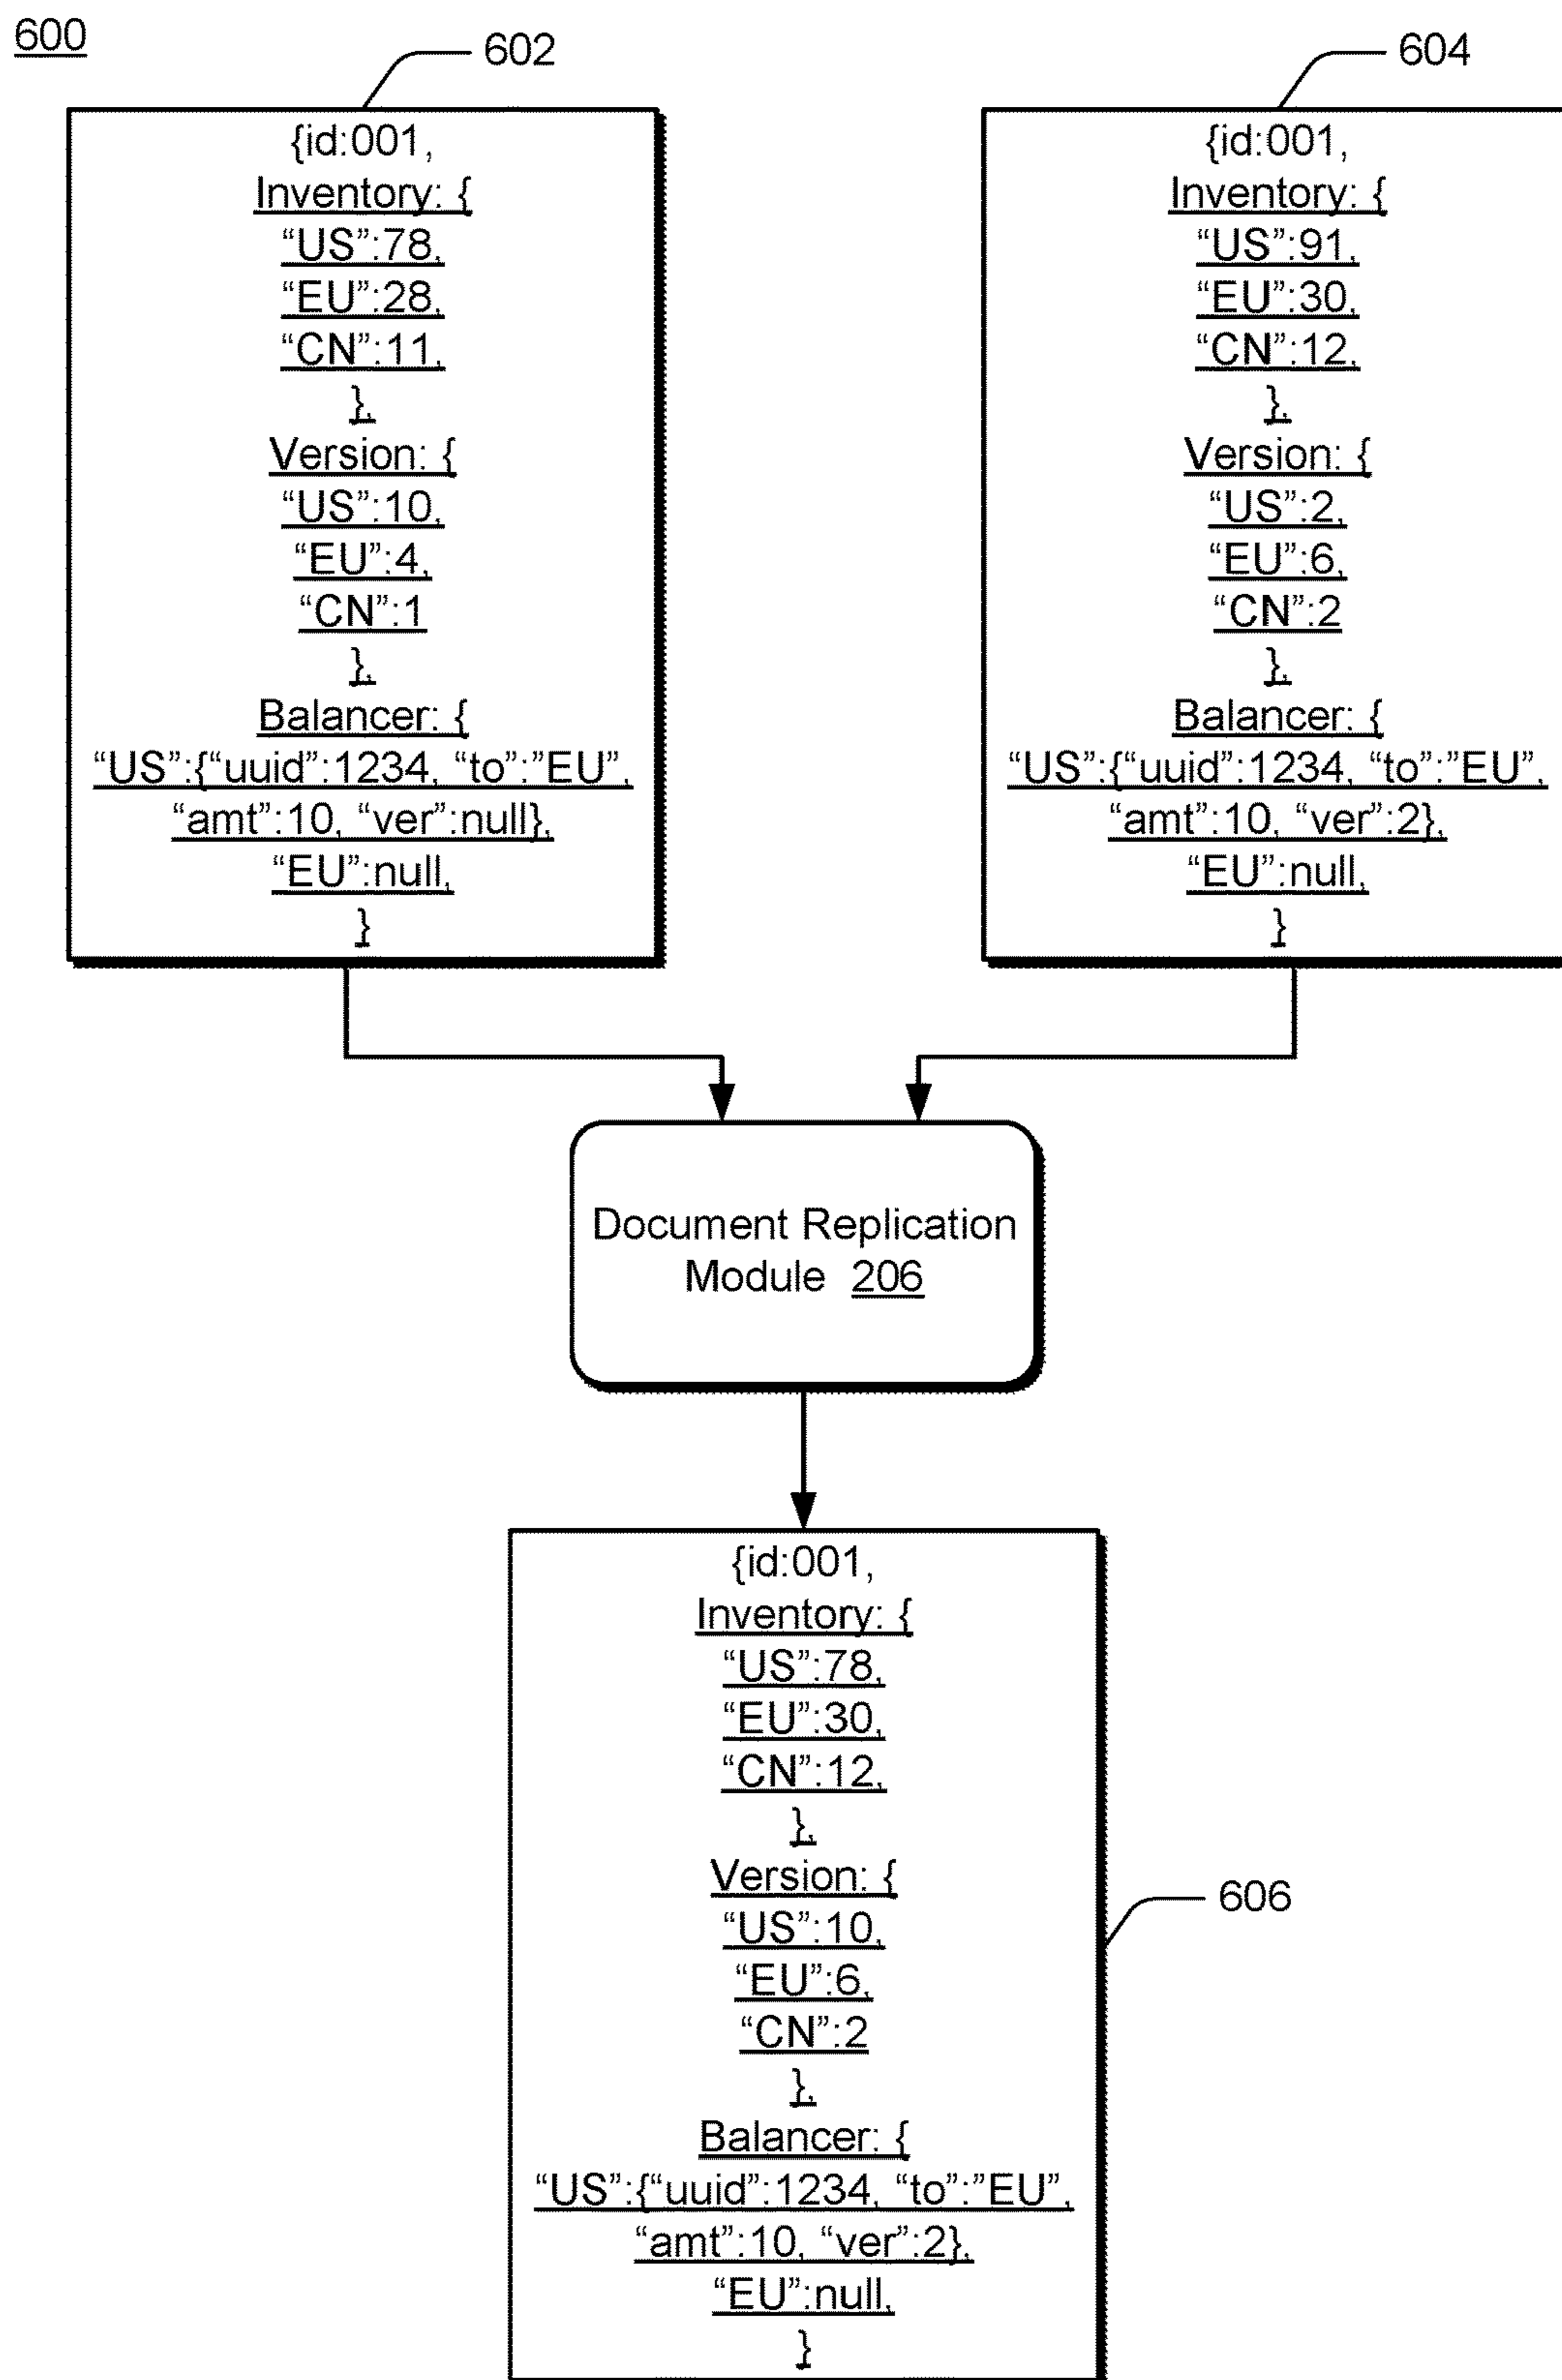 600
602
{id:001,
Inventory: {
“US”:78,
“EU”:28,
“CN”:11,
},
Version: {
“US”:10,
“EU”:4,
“CN”:1
},
Balancer: {
“US”:{“uuid”:1234, “to”:”EU”,
“amt”:10, “ver”:null},
“EU”:null,
}
604
{id:001,
Inventory: {
“US”:91,
“EU”:30,
“CN”:12,
},
Version: {
“US”:2,
“EU”:6,
“CN”:2
},
Balancer: {
“US”:{“uuid”:1234, “to”:”EU”,
“amt”:10, “ver”:2},
“EU”:null,
}
Document Replication
Module 206
{id:001,
Inventory: {
“US”:78,
“EU”:30,
“CN”:12,
},
Version: {
“US”:10,
“EU”:6,
“CN”:2
},
Balancer: {
“US”:{“uuid”:1234, “to”:”EU”,
“amt”:10, “ver”:2},
“EU”:null,
}
606